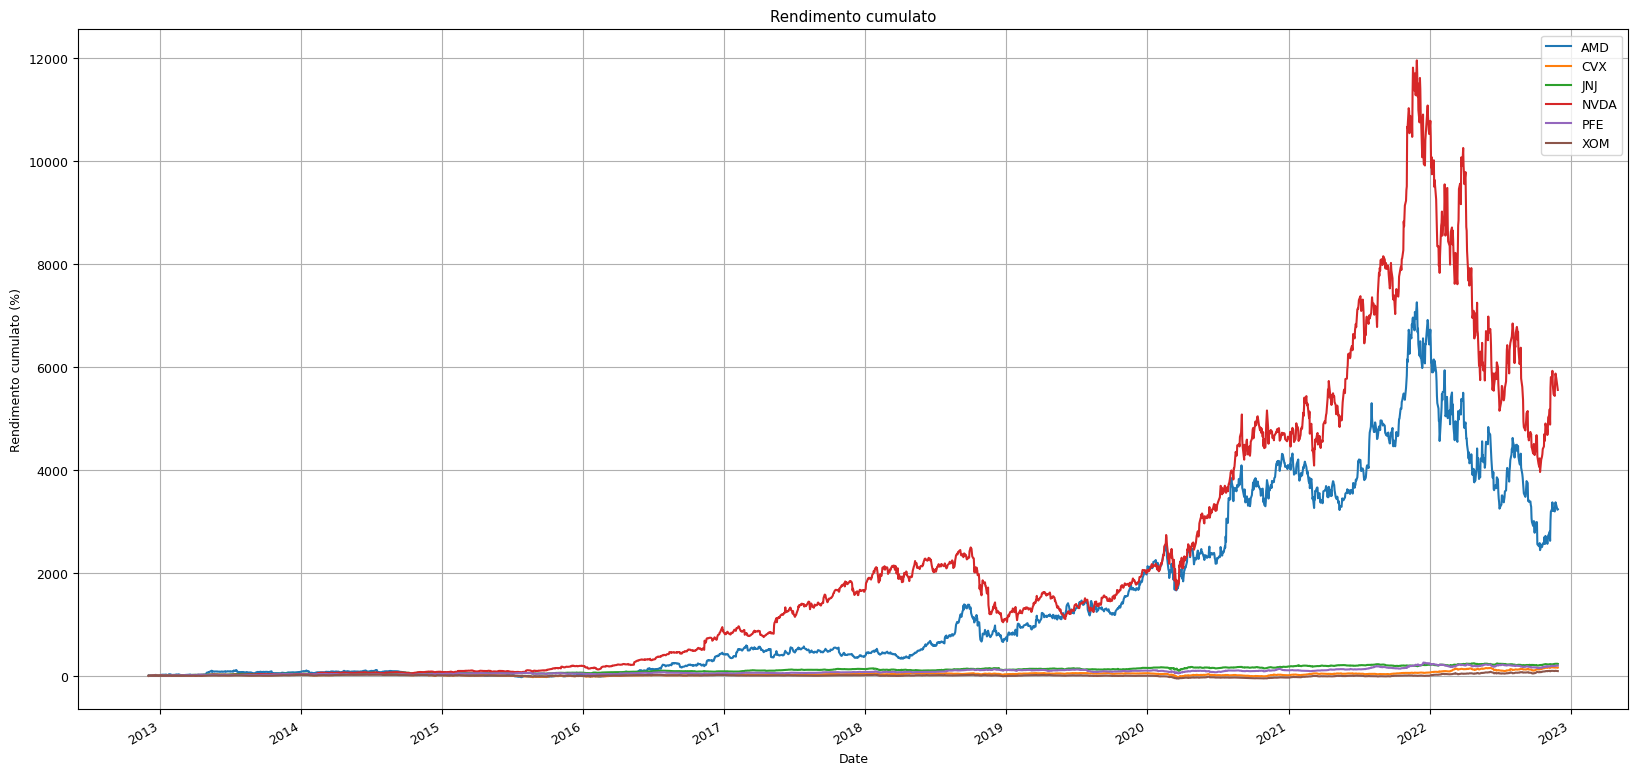 Rendimento cumulato
12000
10000
8000
6000
4000
2000
0
Rendimento cumulato (%)
AMD
CVX
JNJ
NVDA
PFE
XOM
2013
2014
2015
2016
2017
2018
2019
2020
2021
2022
2023
Date